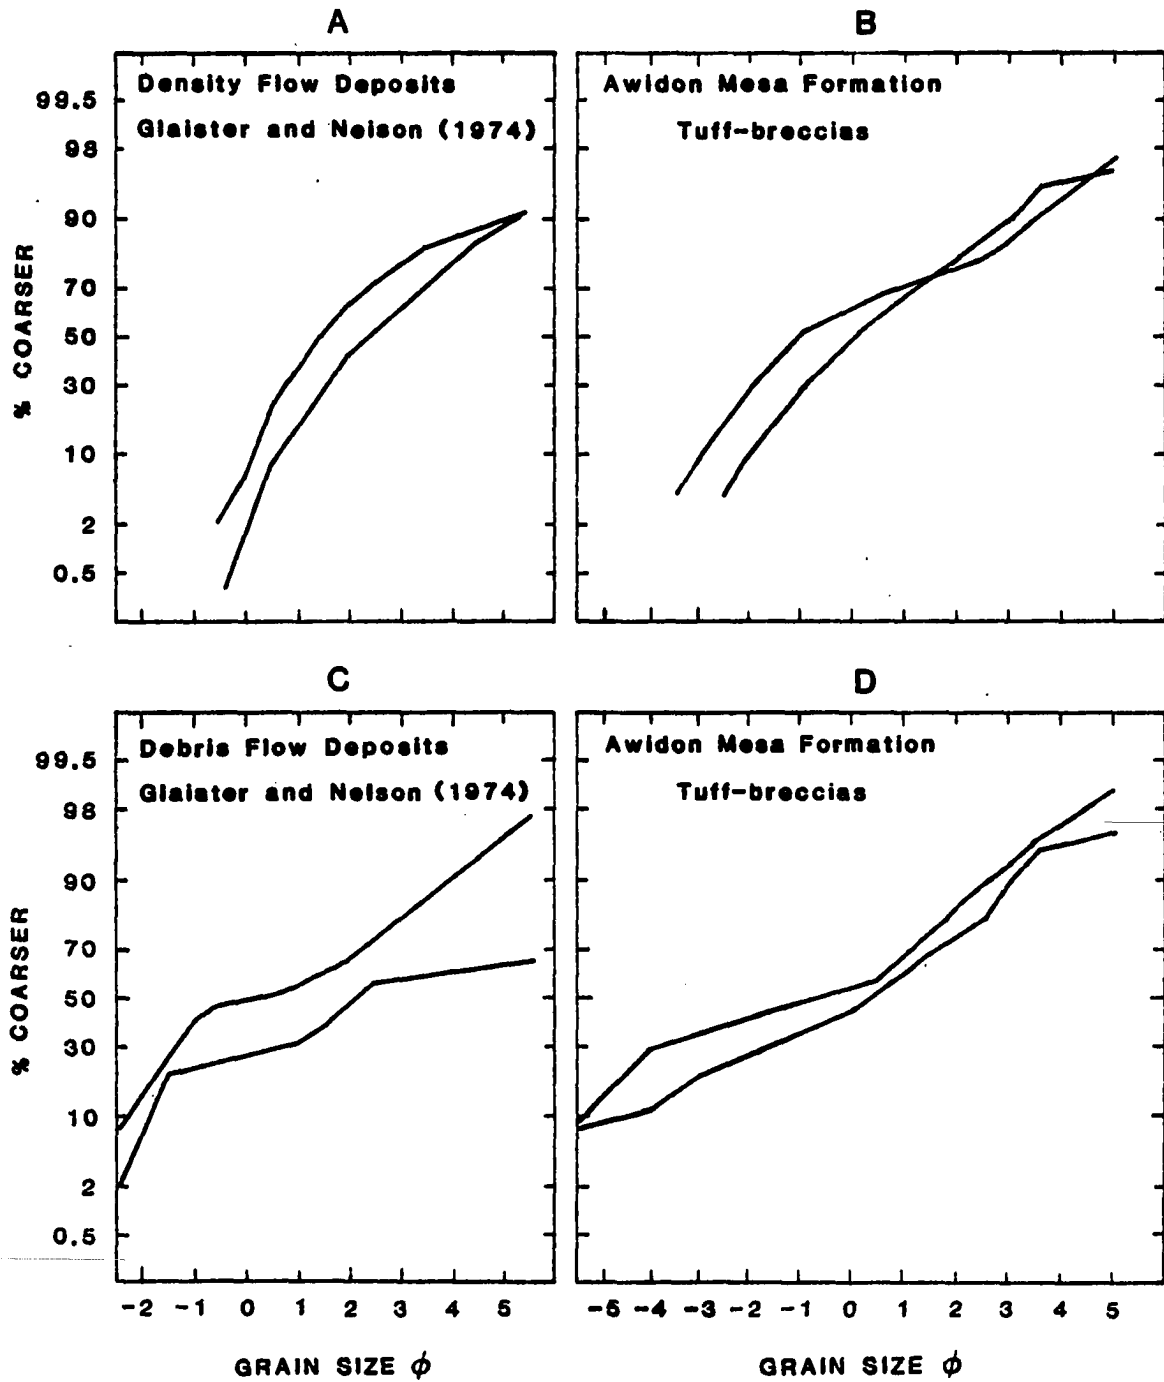 A
B
Density Flow Deposits
Glaister and Nelson (1974)
Awidon Mesa Formation
Tuff-breccias
99.5
98
90
70
50
30
10
2
0.5
% COARSER
C
D
Debris Flow Deposits
Glaister and Nelson (1974)
Awidon Mesa Formation
Tuff-breccias
99.5
98
90
70
50
30
10
2
0.5
% COARSER
-2 -1 0 1 2 3 4 5
-5 -4 -3 -2 -1 0 1 2 3 4 5
GRAIN SIZE ϕ
GRAIN SIZE ϕ